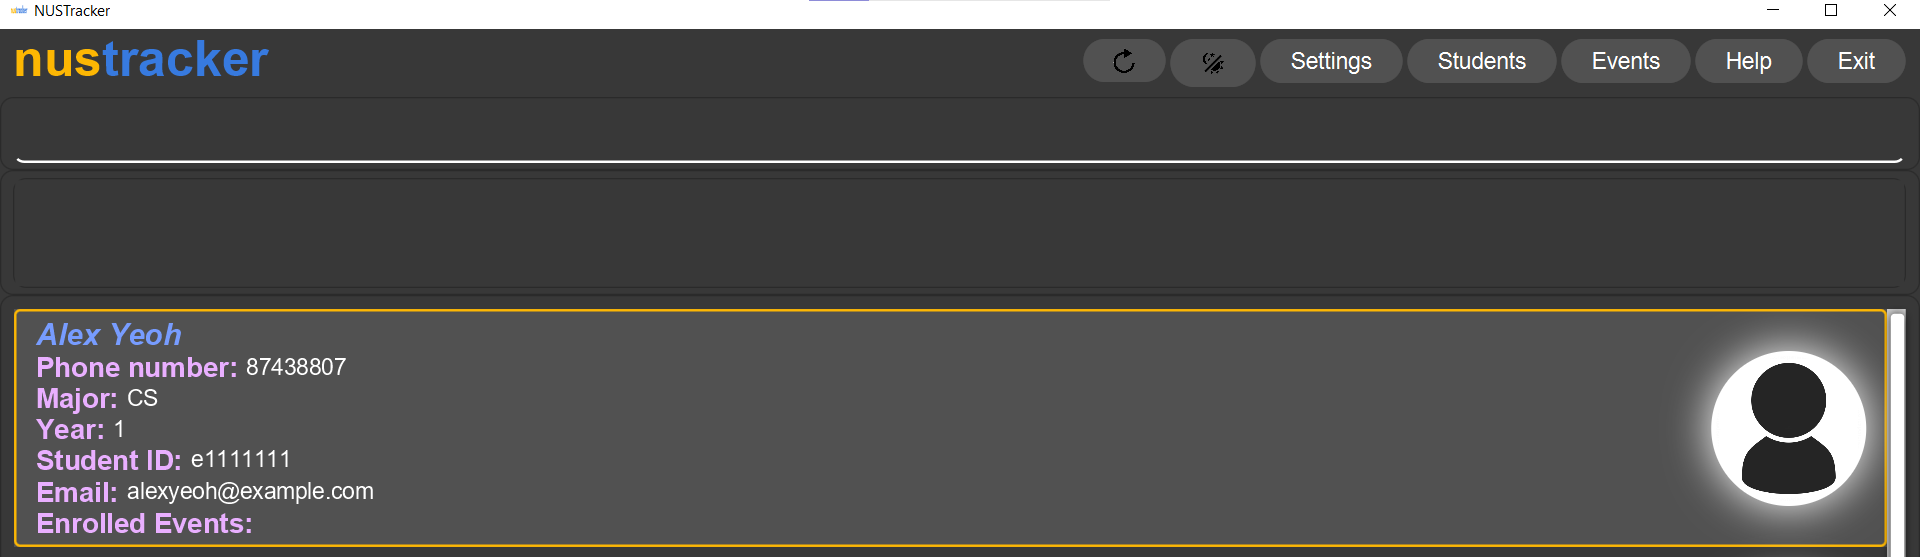 NUSTracker
nustracker
Settings Students Events Help Exit
Alex Yeoh
Phone number: 87438807
Major: CS
Year: 1
Student ID: e1111111
Email: alexyeoh@example.com
Enrolled Events: